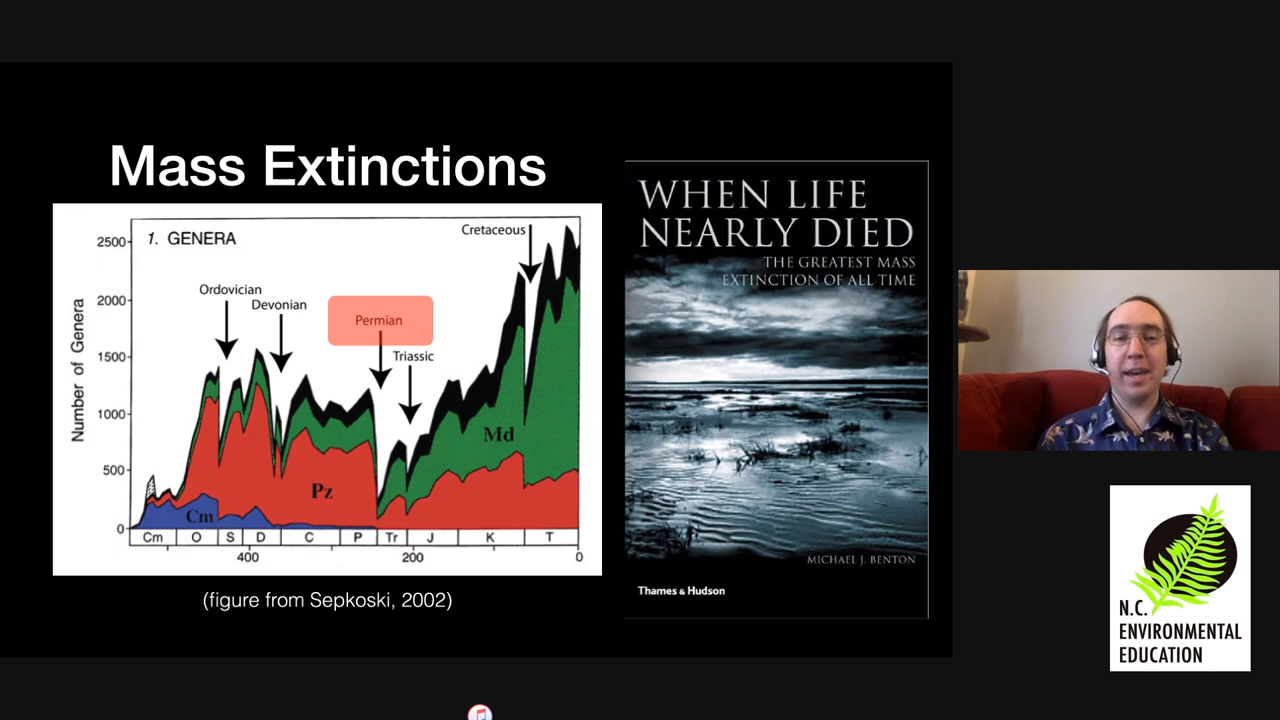 Mass Extinctions
1. GENERA
Number of Genera
2500
2000
1500
1000
500
0
Ordovician
Devonian
Permian
Triassic
Cretaceous
Cm
Pz
Md
Cm O S D C P Tr J K T
400 200 0
(figure from Sepkoski, 2002)
WHEN LIFE
NEARLY DIED
THE GREATEST MASS
EXTINCTION OF ALL TIME
MICHAEL J. BENTON
Thames & Hudson
N.C.
ENVIRONMENTAL
EDUCATION